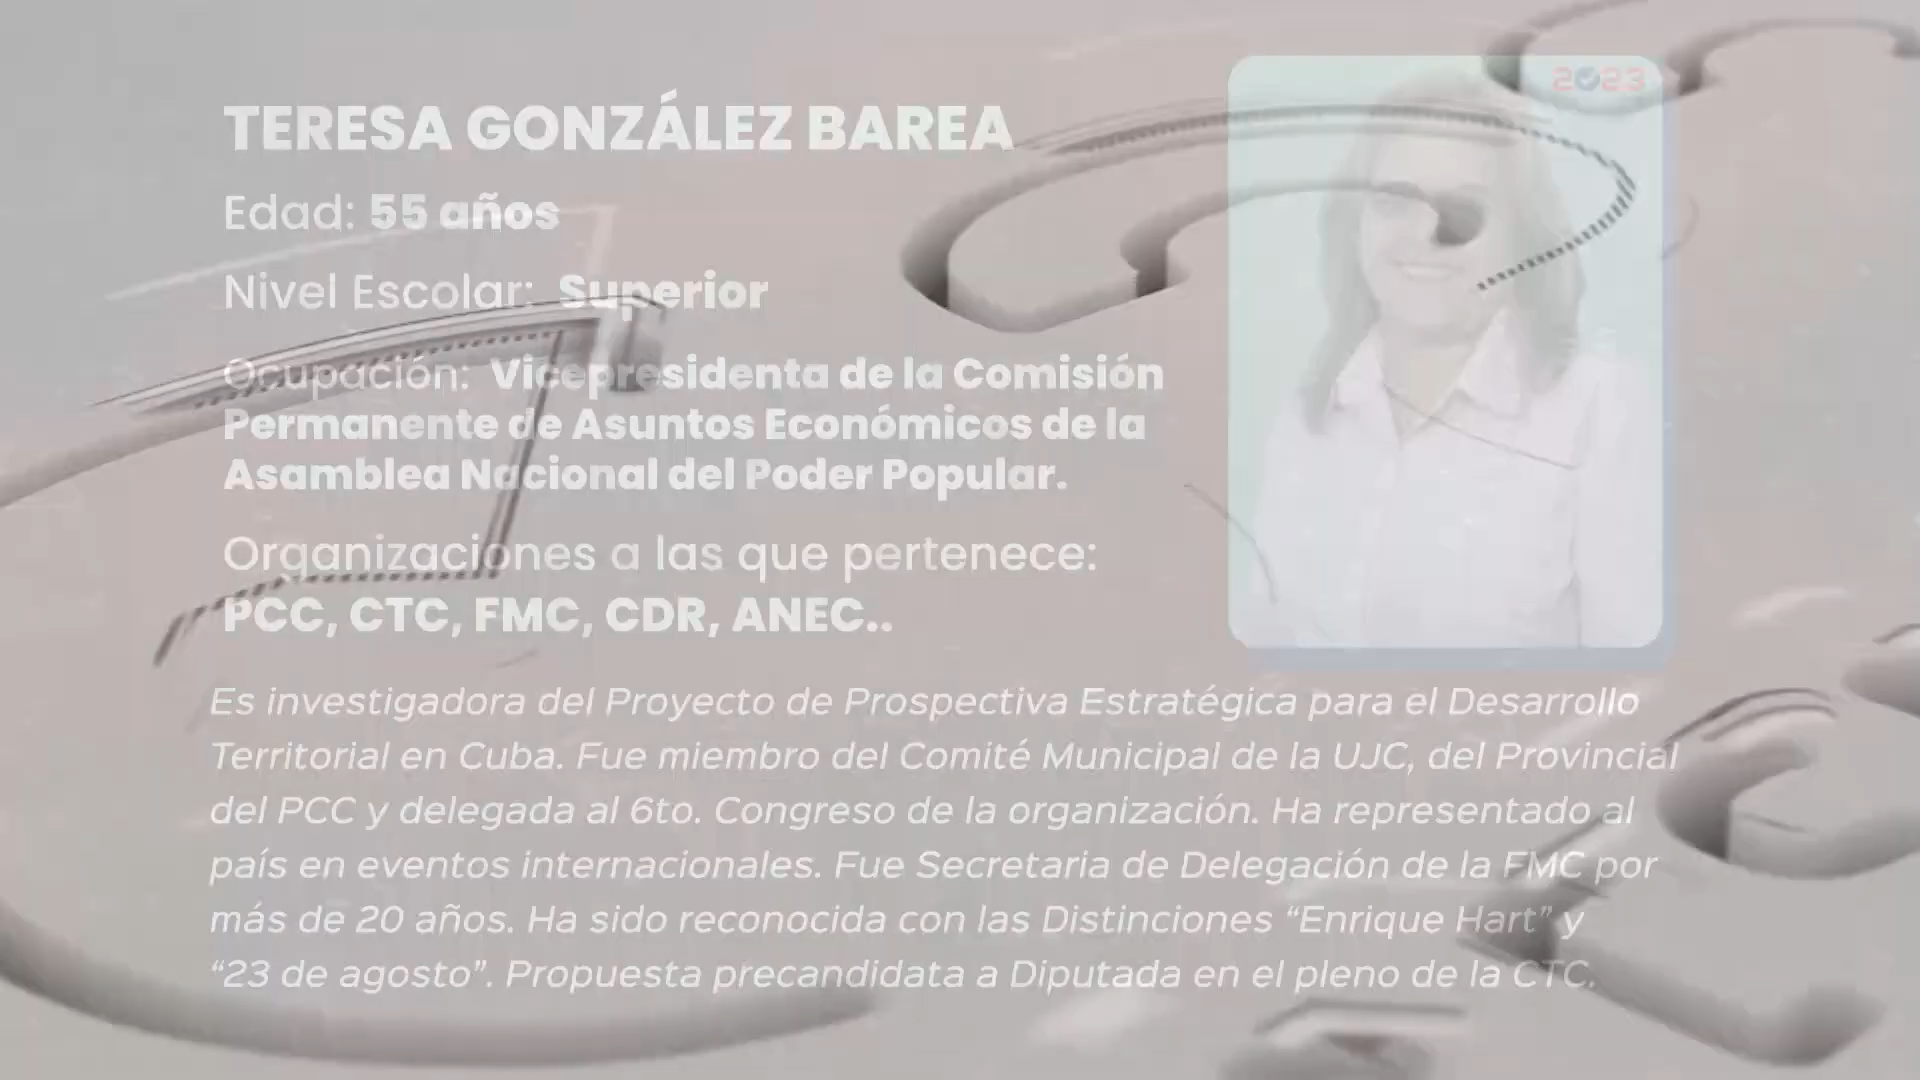 2023
TERESA GONZÁLEZ BAREA
Edad: 55 años
Nivel Escolar: Superior
Ocupación: Vicepresidenta de la Comisión
Permanente de Asuntos Económicos de la
Asamblea Nacional del Poder Popular.
Organizaciones a las que pertenece:
PCC, CTC, FMC, CDR, ANEC..
Es investigadora del Proyecto de Prospectiva Estratégica para el Desarrollo
Territorial en Cuba. Fue miembro del Comité Municipal de la UJC, del Provincial
del PCC y delegada al 6to. Congreso de la organización. Ha representado al
país en eventos internacionales. Fue Secretaria de Delegación de la FMC por
más de 20 años. Ha sido reconocida con las Distinciones “Enrique Hart” y
“23 de agosto”. Propuesta precandidata a Diputada en el pleno de la CTC.